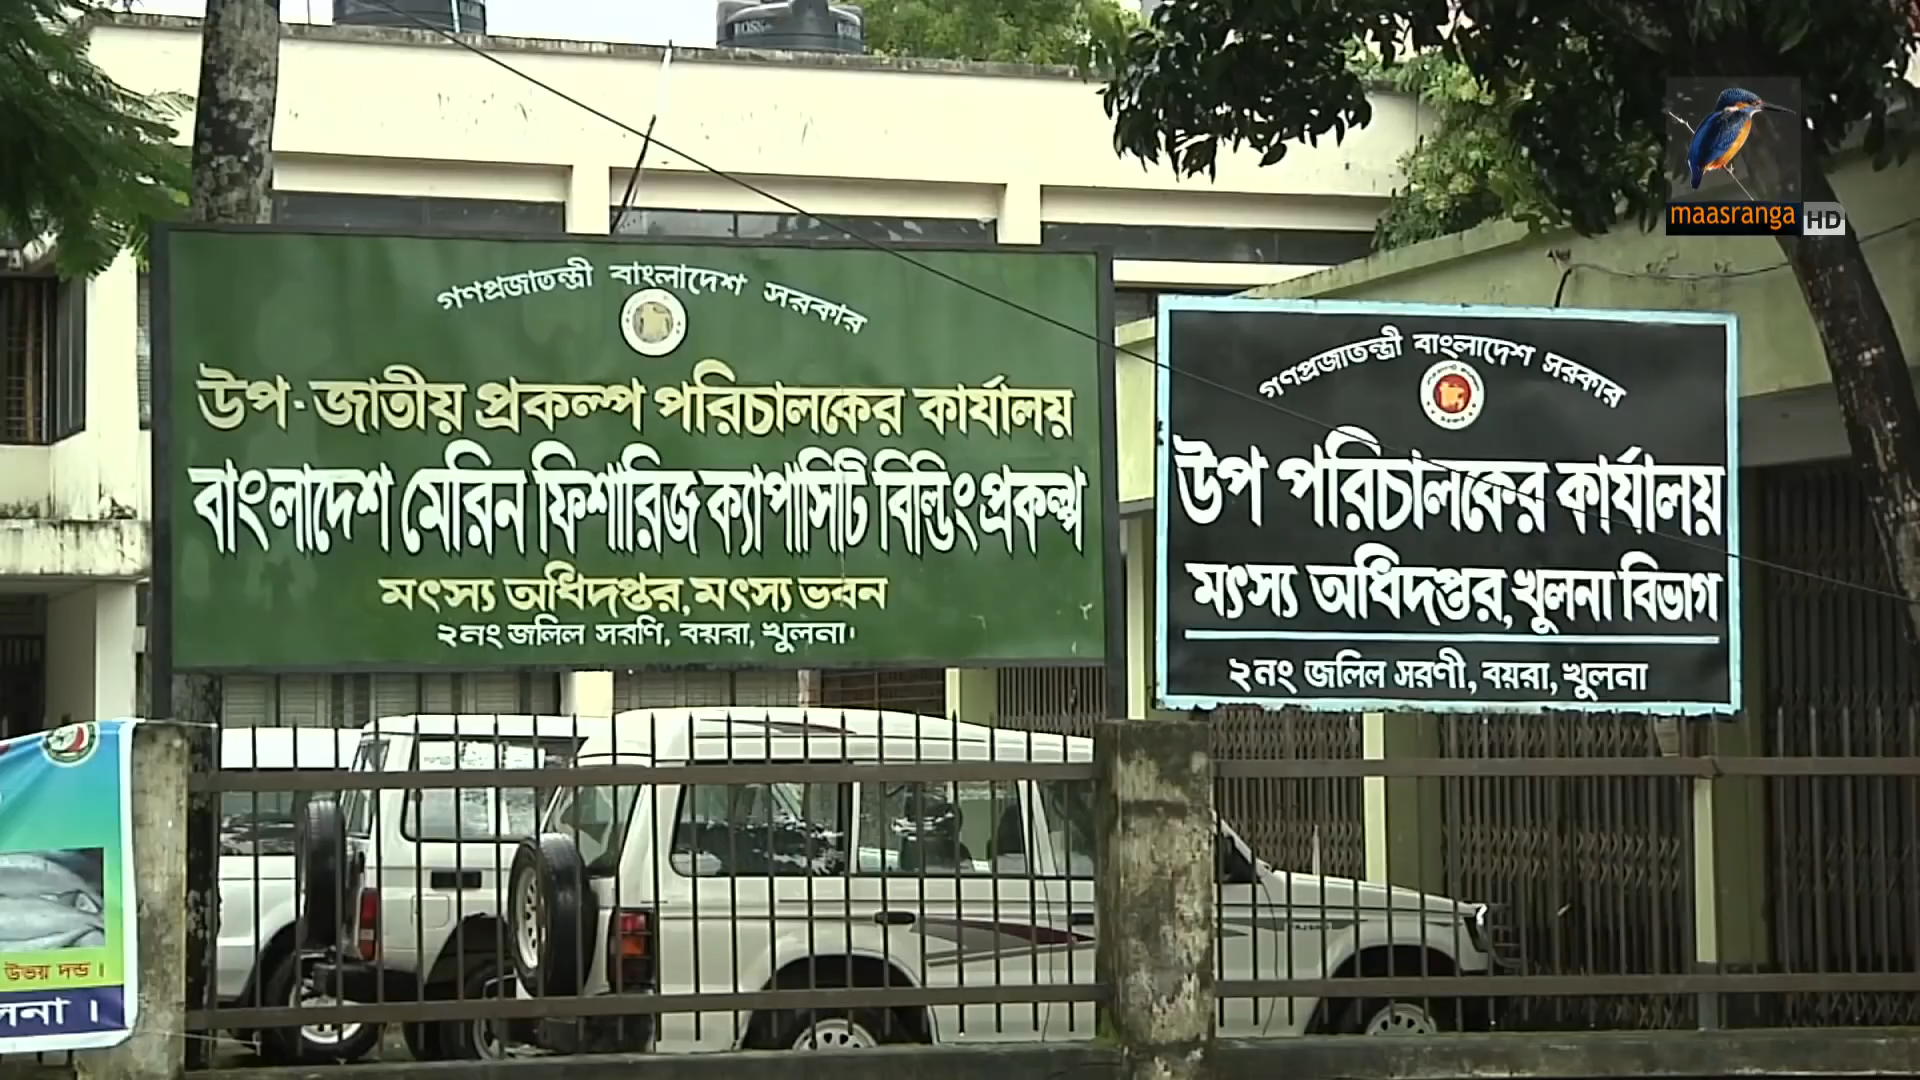 maasranga HD
গণপ্রজাতন্ত্রী বাংলাদেশ সরকার
উপ-জাতীয় প্রকল্প পরিচালকের কার্যালয়
বাংলাদেশ মেরিন ফিশারিজ ক্যাপাসিটি বিল্ডিং প্রকল্প
মৎস্য অধিদপ্তর, মৎস্য ভবন
২নং জলিল সরণি, বয়রা, খুলনা।
গণপ্রজাতন্ত্রী বাংলাদেশ সরকার
উপ পরিচালকের কার্যালয়
মৎস্য অধিদপ্তর, খুলনা বিভাগ
২নং জলিল সরণী, বয়রা, খুলনা
উভয় দন্ড।